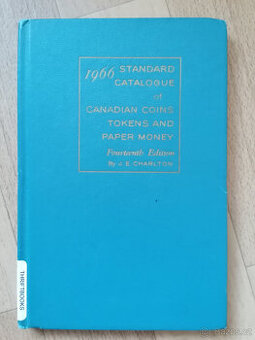 1966 STANDARD
CATALOGUE
of
CANADIAN COINS
TOKENS AND
PAPER MONEY
Fourteenth Edition
By J. E. CHARLTON
THRIFTBOOKS